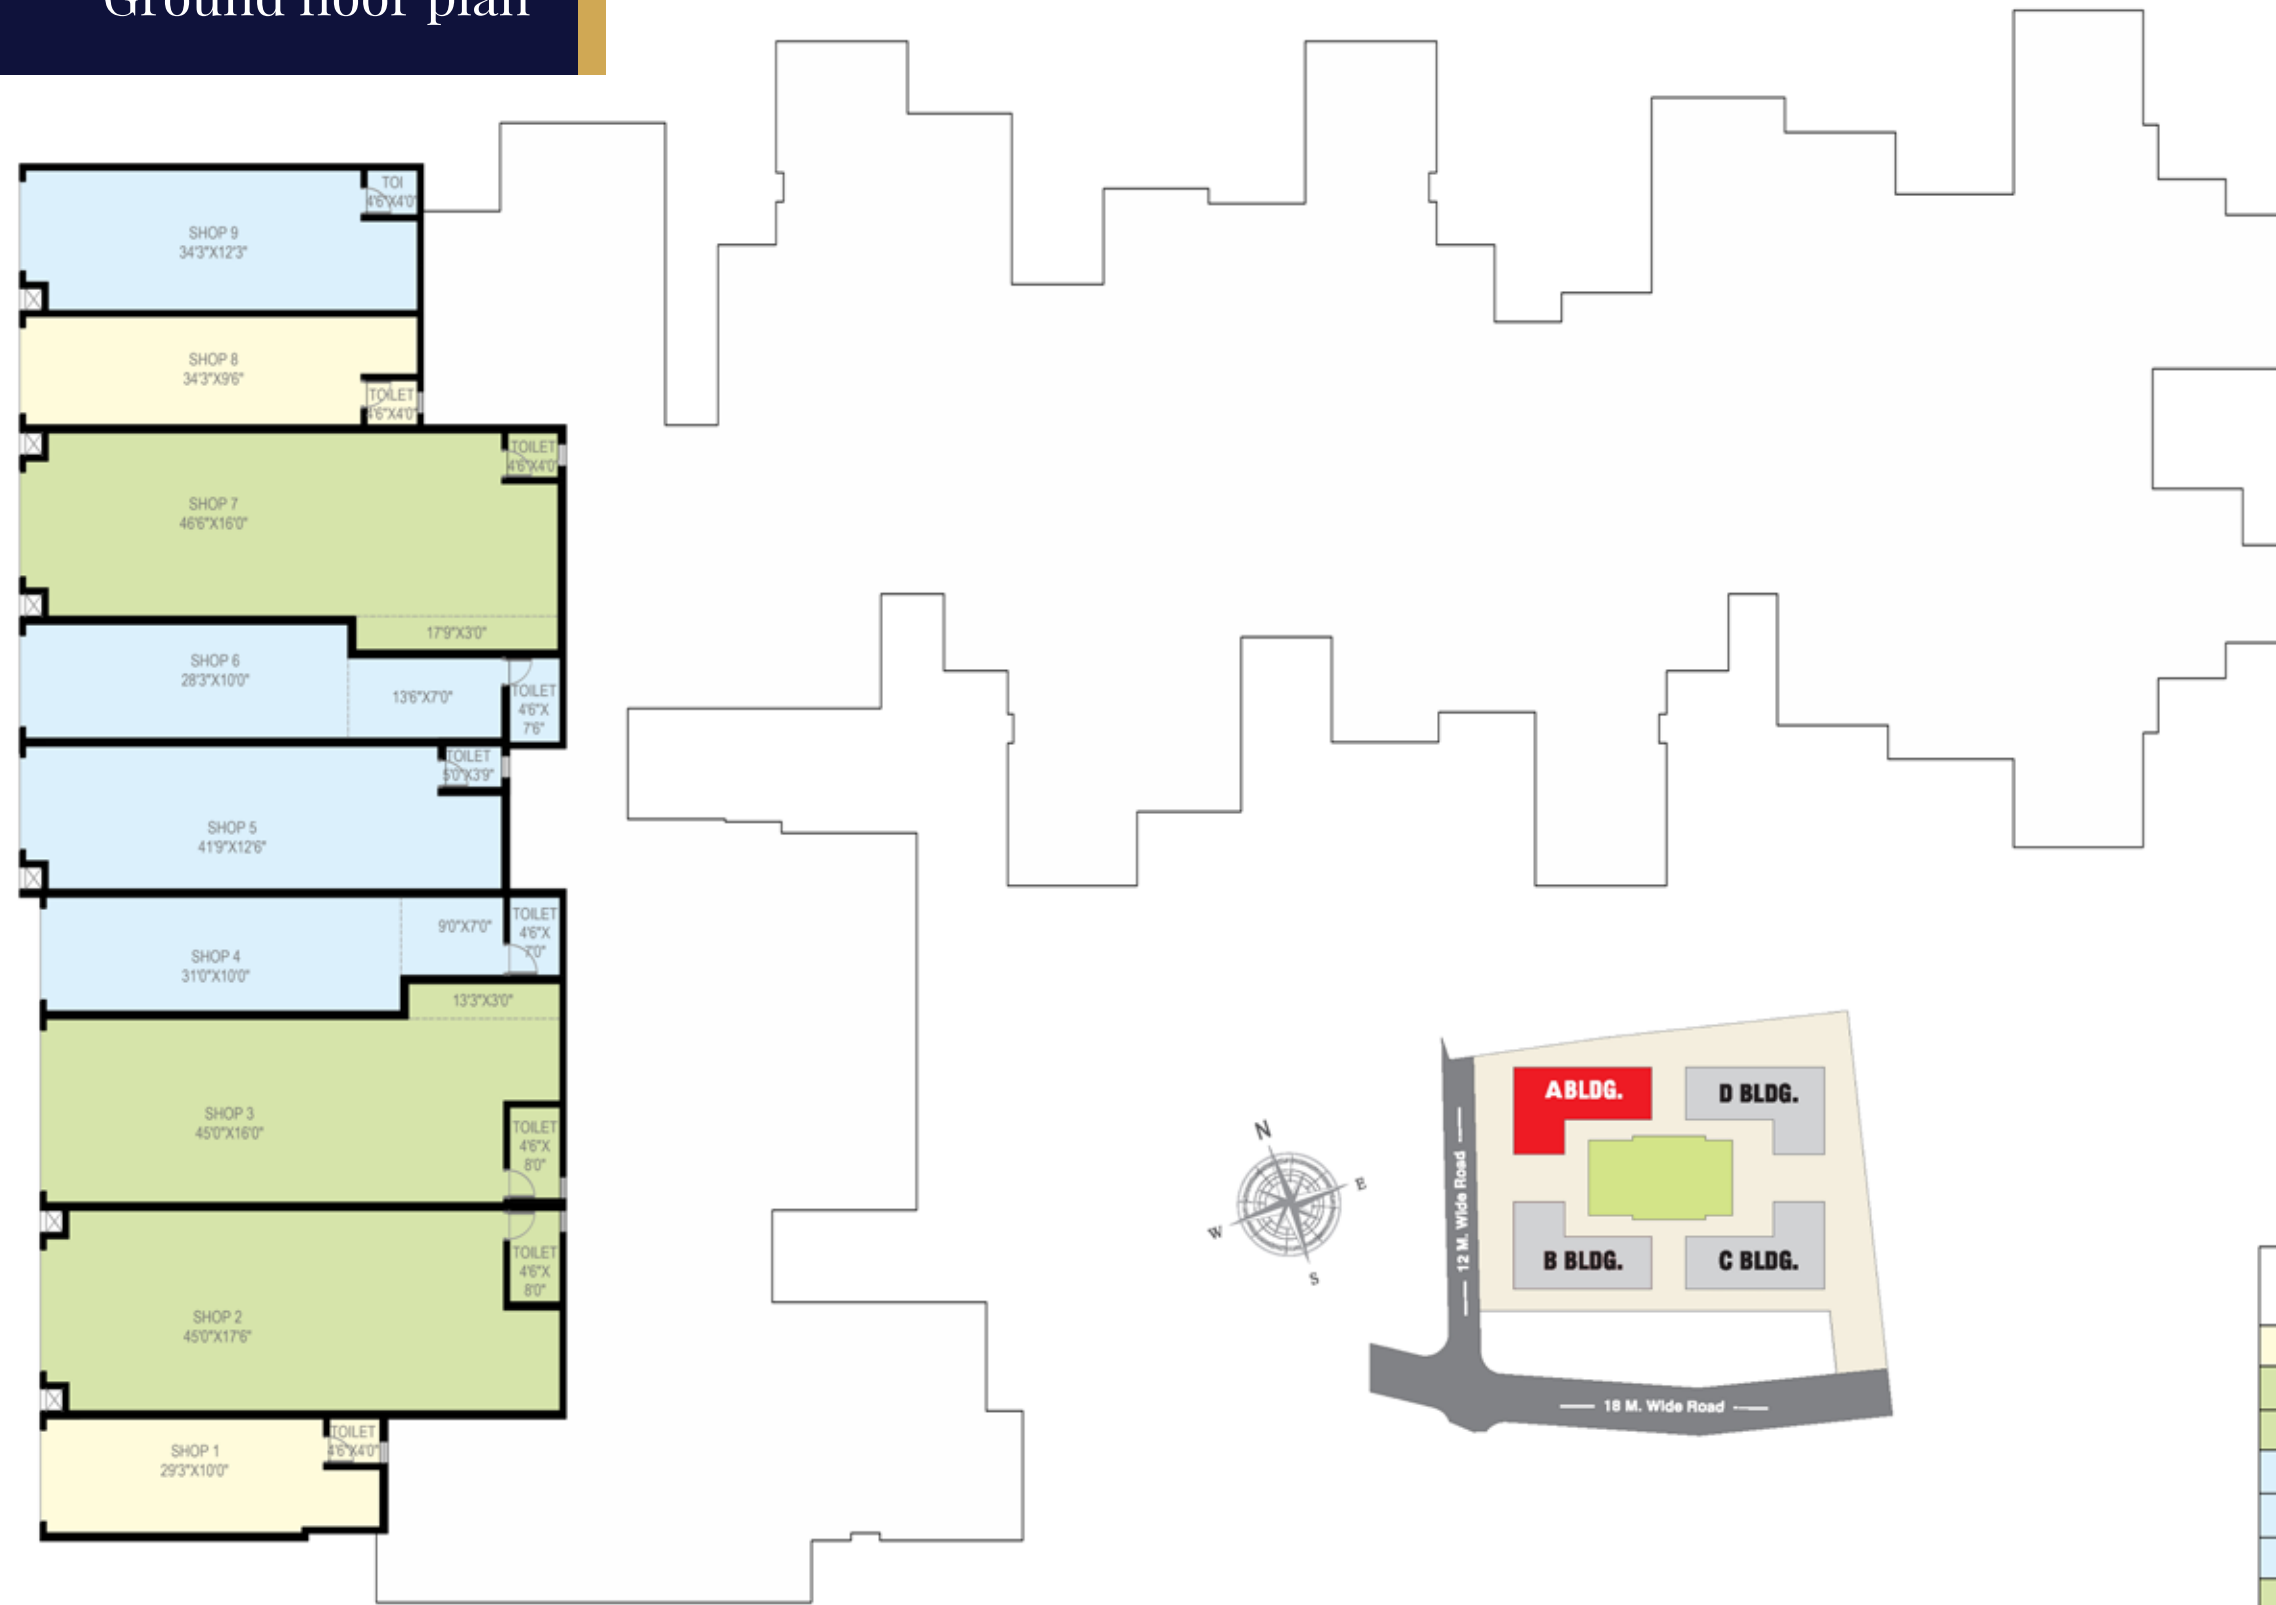 Ground floor plan
TOI
4'6"X4'0"
SHOP 9
34'3"X12'3"
SHOP 8
34'3"X9'6"
TOILET
4'6"X4'0"
TOILET
4'6"X4'0"
SHOP 7
46'6"X16'0"
17'9"X3'0"
SHOP 6
28'3"X10'0"
13'6"X7'0"
TOILET
4'6"X
7'6"
TOILET
5'0"X3'9"
SHOP 5
41'9"X12'6"
9'0"X7'0"
TOILET
4'6"X
7'0"
SHOP 4
31'0"X10'0"
13'3"X3'0"
SHOP 3
45'0"X16'0"
TOILET
4'6"X
8'0"
TOILET
4'6"X
8'0"
SHOP 2
45'0"X17'6"
TOILET
4'6"X4'0"
SHOP 1
29'3"X10'0"
N
E
W
S
A BLDG.
D BLDG.
B BLDG.
C BLDG.
12 M. Wide Road
18 M. Wide Road